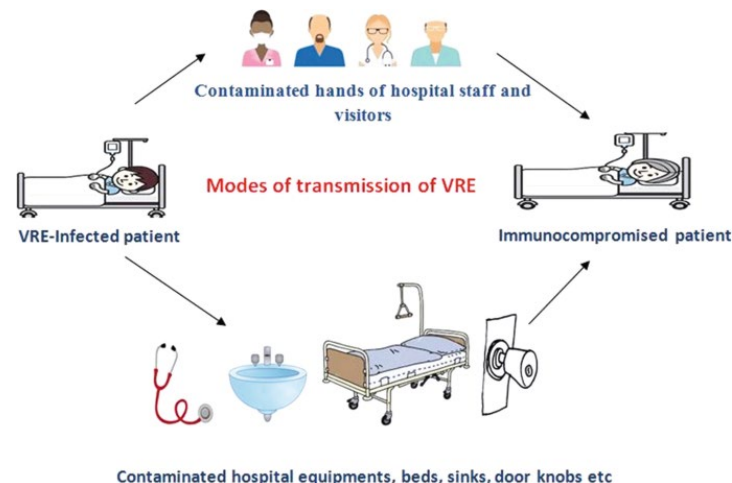 Contaminated hands of hospital staff and
visitors
Modes of transmission of VRE
VRE-Infected patient
Immunocompromised patient
Contaminated hospital equipments, beds, sinks, door knobs etc